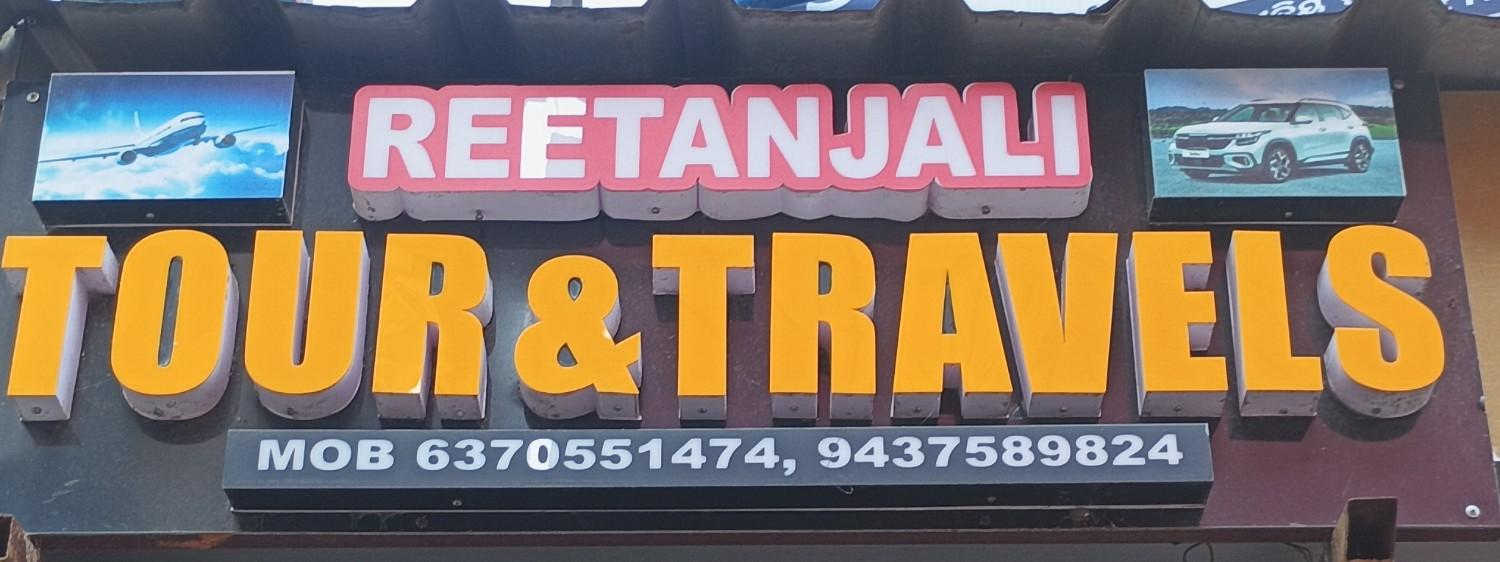 REETANJALI
TOUR & TRAVELS
MOB 6370551474, 9437589824